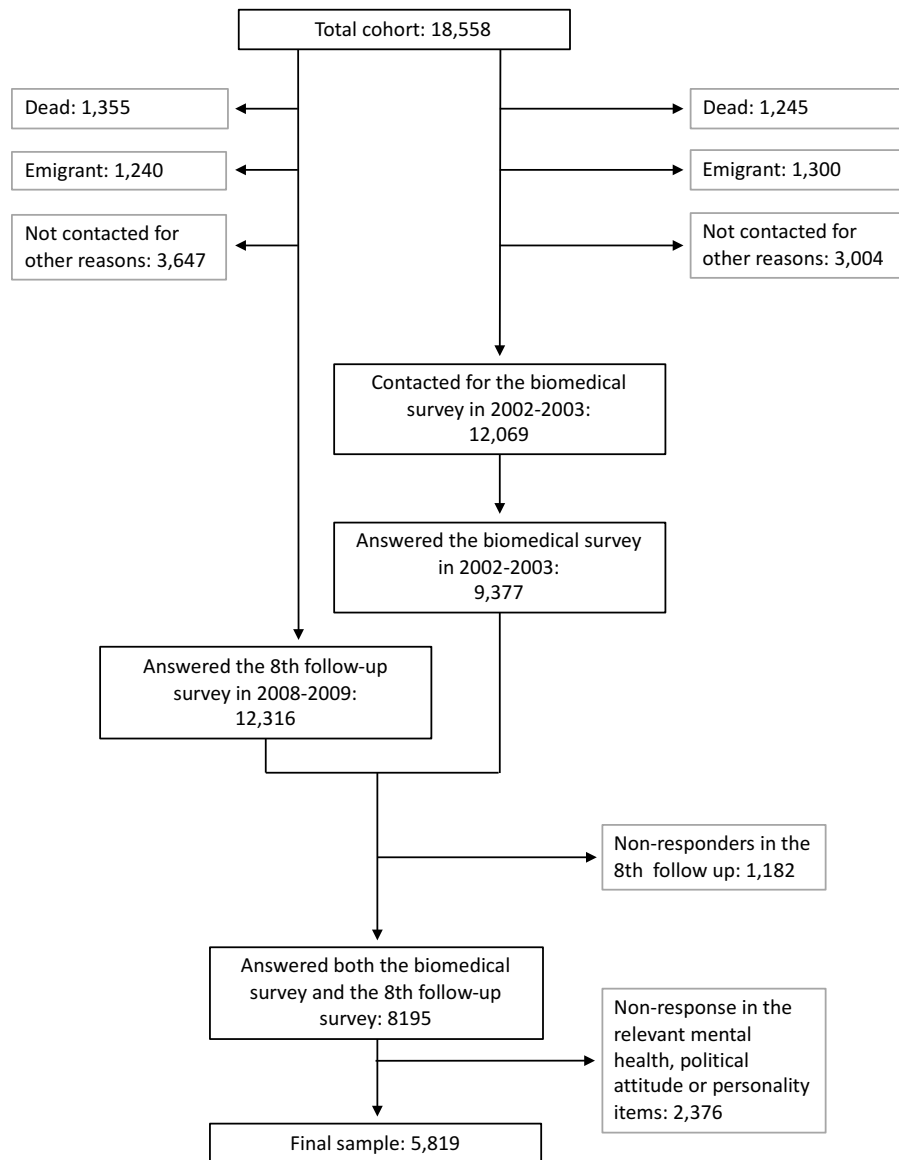 Total cohort: 18,558
Dead: 1,355
Dead: 1,245
Emigrant: 1,240
Emigrant: 1,300
Not contacted for
other reasons: 3,647
Not contacted for
other reasons: 3,004
Contacted for the biomedical
survey in 2002-2003:
12,069
Answered the biomedical survey
in 2002-2003:
9,377
Answered the 8th follow-up
survey in 2008-2009:
12,316
Non-responders in the
8th follow up: 1,182
Answered both the biomedical
survey and the 8th follow-up
survey: 8195
Non-response in the
relevant mental
health, political
attitude or personality
items: 2,376
Final sample: 5,819